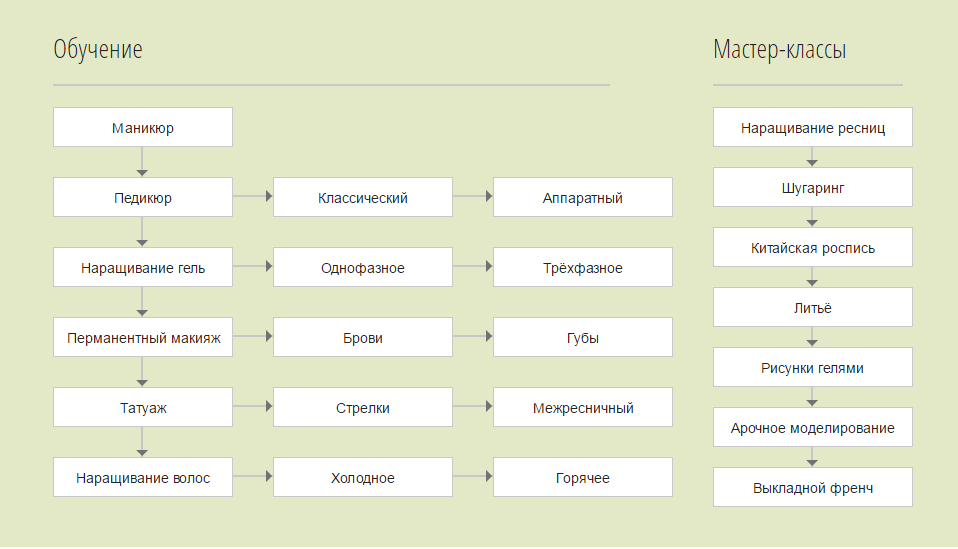 Обучение
Маникюр
Педикюр
Классический
Аппаратный
Наращивание гель
Однофазное
Трёхфазное
Перманентный макияж
Брови
Губы
Татуаж
Стрелки
Межресничный
Наращивание волос
Холодное
Горячее
Мастер-классы
Наращивание ресниц
Шугаринг
Китайская роспись
Литьё
Рисунки гелями
Арочное моделирование
Выкладной френч